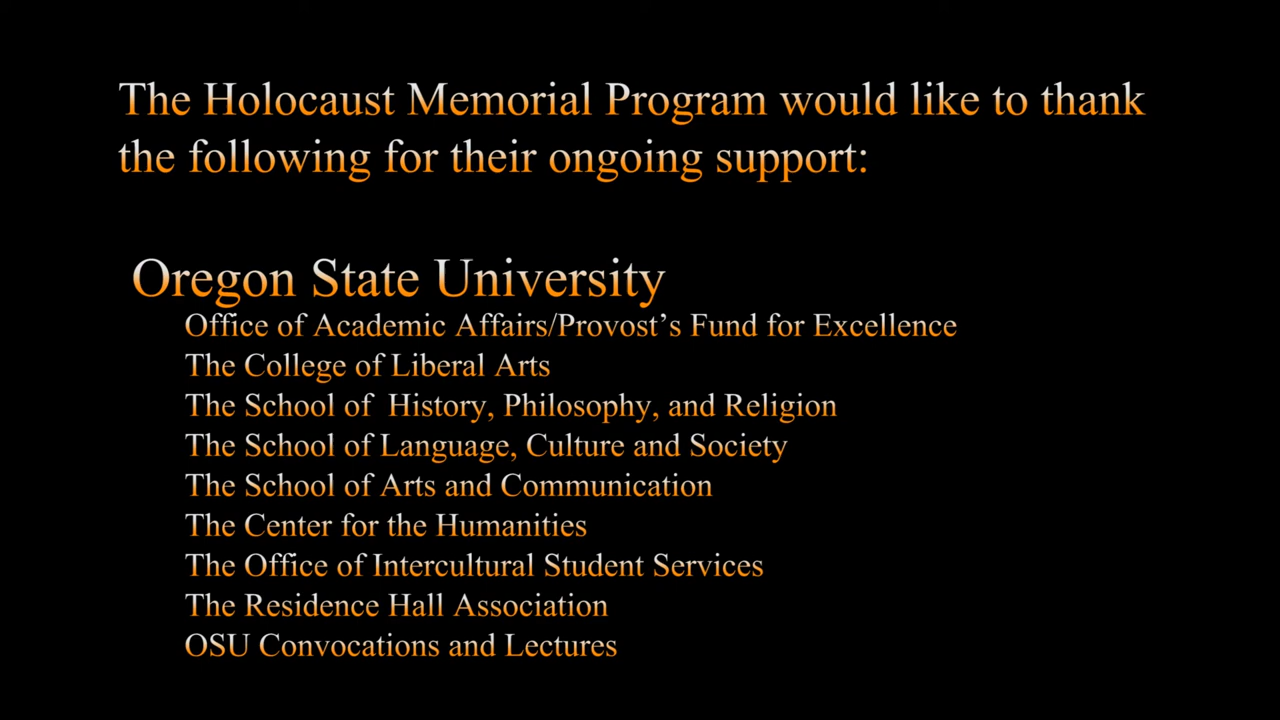 The Holocaust Memorial Program would like to thank
the following for their ongoing support:
Oregon State University
Office of Academic Affairs/Provost’s Fund for Excellence
The College of Liberal Arts
The School of  History, Philosophy, and Religion
The School of Language, Culture and Society
The School of Arts and Communication
The Center for the Humanities
The Office of Intercultural Student Services
The Residence Hall Association
OSU Convocations and Lectures